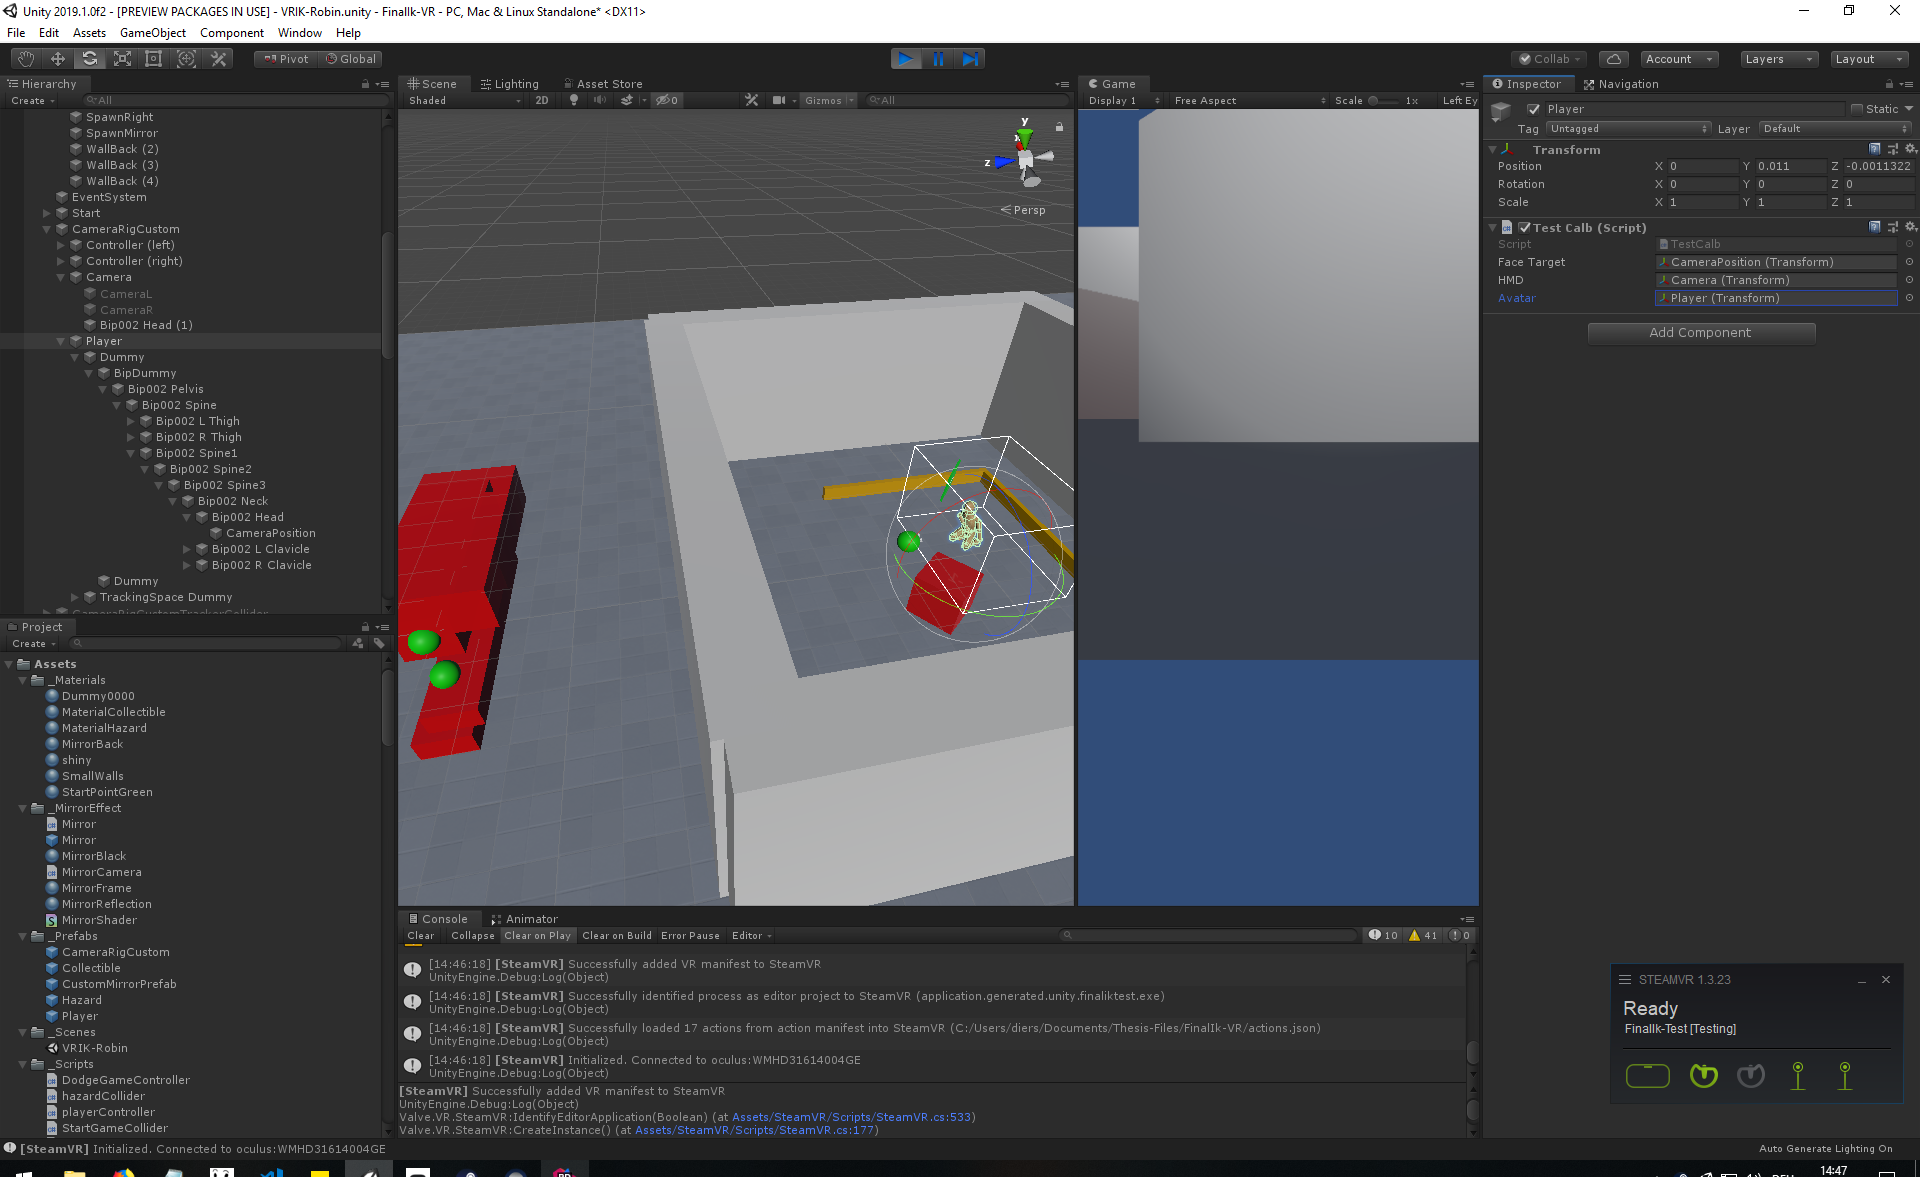 Unity 2019.1.0f2 - [PREVIEW PACKAGES IN USE] - VRIK-Robin.unity - FinalIk-VR - PC, Mac & Linux Standalone* <DX11>
File Edit Assets GameObject Component Window Help
Pivot Global Collab Account Layers Layout
Hierarchy
Create All
SpawnRight
SpawnMirror
WallBack (2)
WallBack (3)
WallBack (4)
EventSystem
Start
CameraRigCustom
Controller (left)
Controller (right)
Camera
CameraL
CameraR
Bip002 Head (1)
Player
Dummy
BipDummy
Bip002 Pelvis
Bip002 Spine
Bip002 L Thigh
Bip002 R Thigh
Bip002 Spine1
Bip002 Spine2
Bip002 Spine3
Bip002 Neck
Bip002 Head
CameraPosition
Bip002 L Clavicle
Bip002 R Clavicle
Dummy
TrackingSpace Dummy
CameraRigCustomTrackerCollider
Project
Create
Assets
_Materials
Dummy0000
MaterialCollectible
MaterialHazard
MirrorBack
shiny
SmallWalls
StartPointGreen
_MirrorEffect
Mirror
Mirror
MirrorBlack
MirrorCamera
MirrorFrame
MirrorReflection
MirrorShader
_Prefabs
CameraRigCustom
Collectible
CustomMirrorPrefab
Hazard
Player
_Scenes
VRIK-Robin
_Scripts
DodgeGameController
hazardCollider
playerController
StartGameCollider
Scene Lighting Asset Store
Shaded 2D 0 Gizmos All
y
x
z
Persp
Game
Display 1 Free Aspect Scale 1x Left Ey
Inspector Navigation
Player Static
Tag Untagged Layer Default
Transform
Position X 0 Y 0.011 Z -0.0011322
Rotation X 0 Y 0 Z 0
Scale X 1 Y 1 Z 1
Test Calb (Script)
Script TestCalb
Face Target CameraPosition (Transform)
HMD Camera (Transform)
Avatar Player (Transform)
Add Component
Console Animator
Clear Collapse Clear on Play Clear on Build Error Pause Editor 10 41 0
[14:46:18] [SteamVR] Successfully added VR manifest to SteamVR
UnityEngine.Debug:Log(Object)
[14:46:18] [SteamVR] Successfully identified process as editor project to SteamVR (application.generated.unity.finaliktest.exe)
UnityEngine.Debug:Log(Object)
[14:46:18] [SteamVR] Successfully loaded 17 actions from action manifest into SteamVR (C:/Users/diers/Documents/Thesis-Files/FinalIk-VR/actions.json)
UnityEngine.Debug:Log(Object)
[14:46:18] [SteamVR] Initialized. Connected to oculus:WMHD31614004GE
UnityEngine.Debug:Log(Object)
[SteamVR] Successfully added VR manifest to SteamVR
UnityEngine.Debug:Log(Object)
Valve.VR.SteamVR:IdentifyEditorApplication(Boolean) (at Assets/SteamVR/Scripts/SteamVR.cs:533)
Valve.VR.SteamVR:CreateInstance() (at Assets/SteamVR/Scripts/SteamVR.cs:177)
STEAMVR 1.3.23
Ready
FinalIk-Test [Testing]
[SteamVR] Initialized. Connected to oculus:WMHD31614004GE
Auto Generate Lighting On
14:47